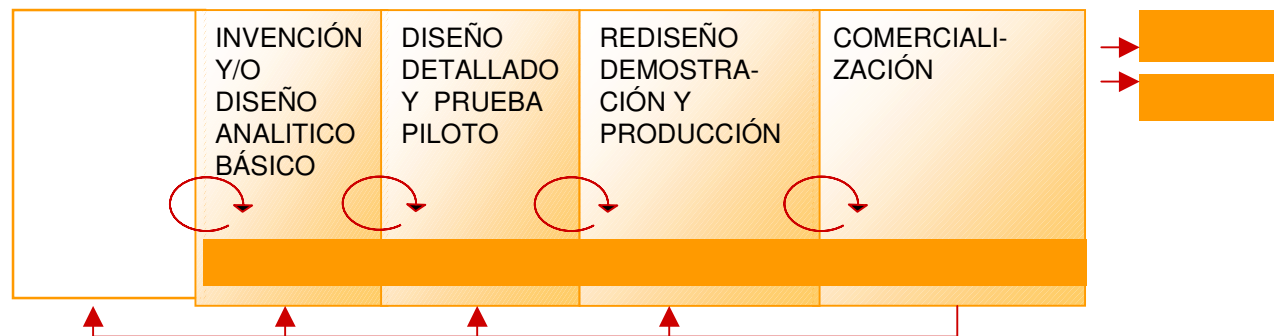 INVENCIÓN
Y/O
DISEÑO
ANALITICO
BÁSICO
DISEÑO
DETALLADO
Y PRUEBA
PILOTO
REDISEÑO
DEMOSTRA-
CIÓN Y
PRODUCCIÓN
COMERCIALI-
ZACIÓN